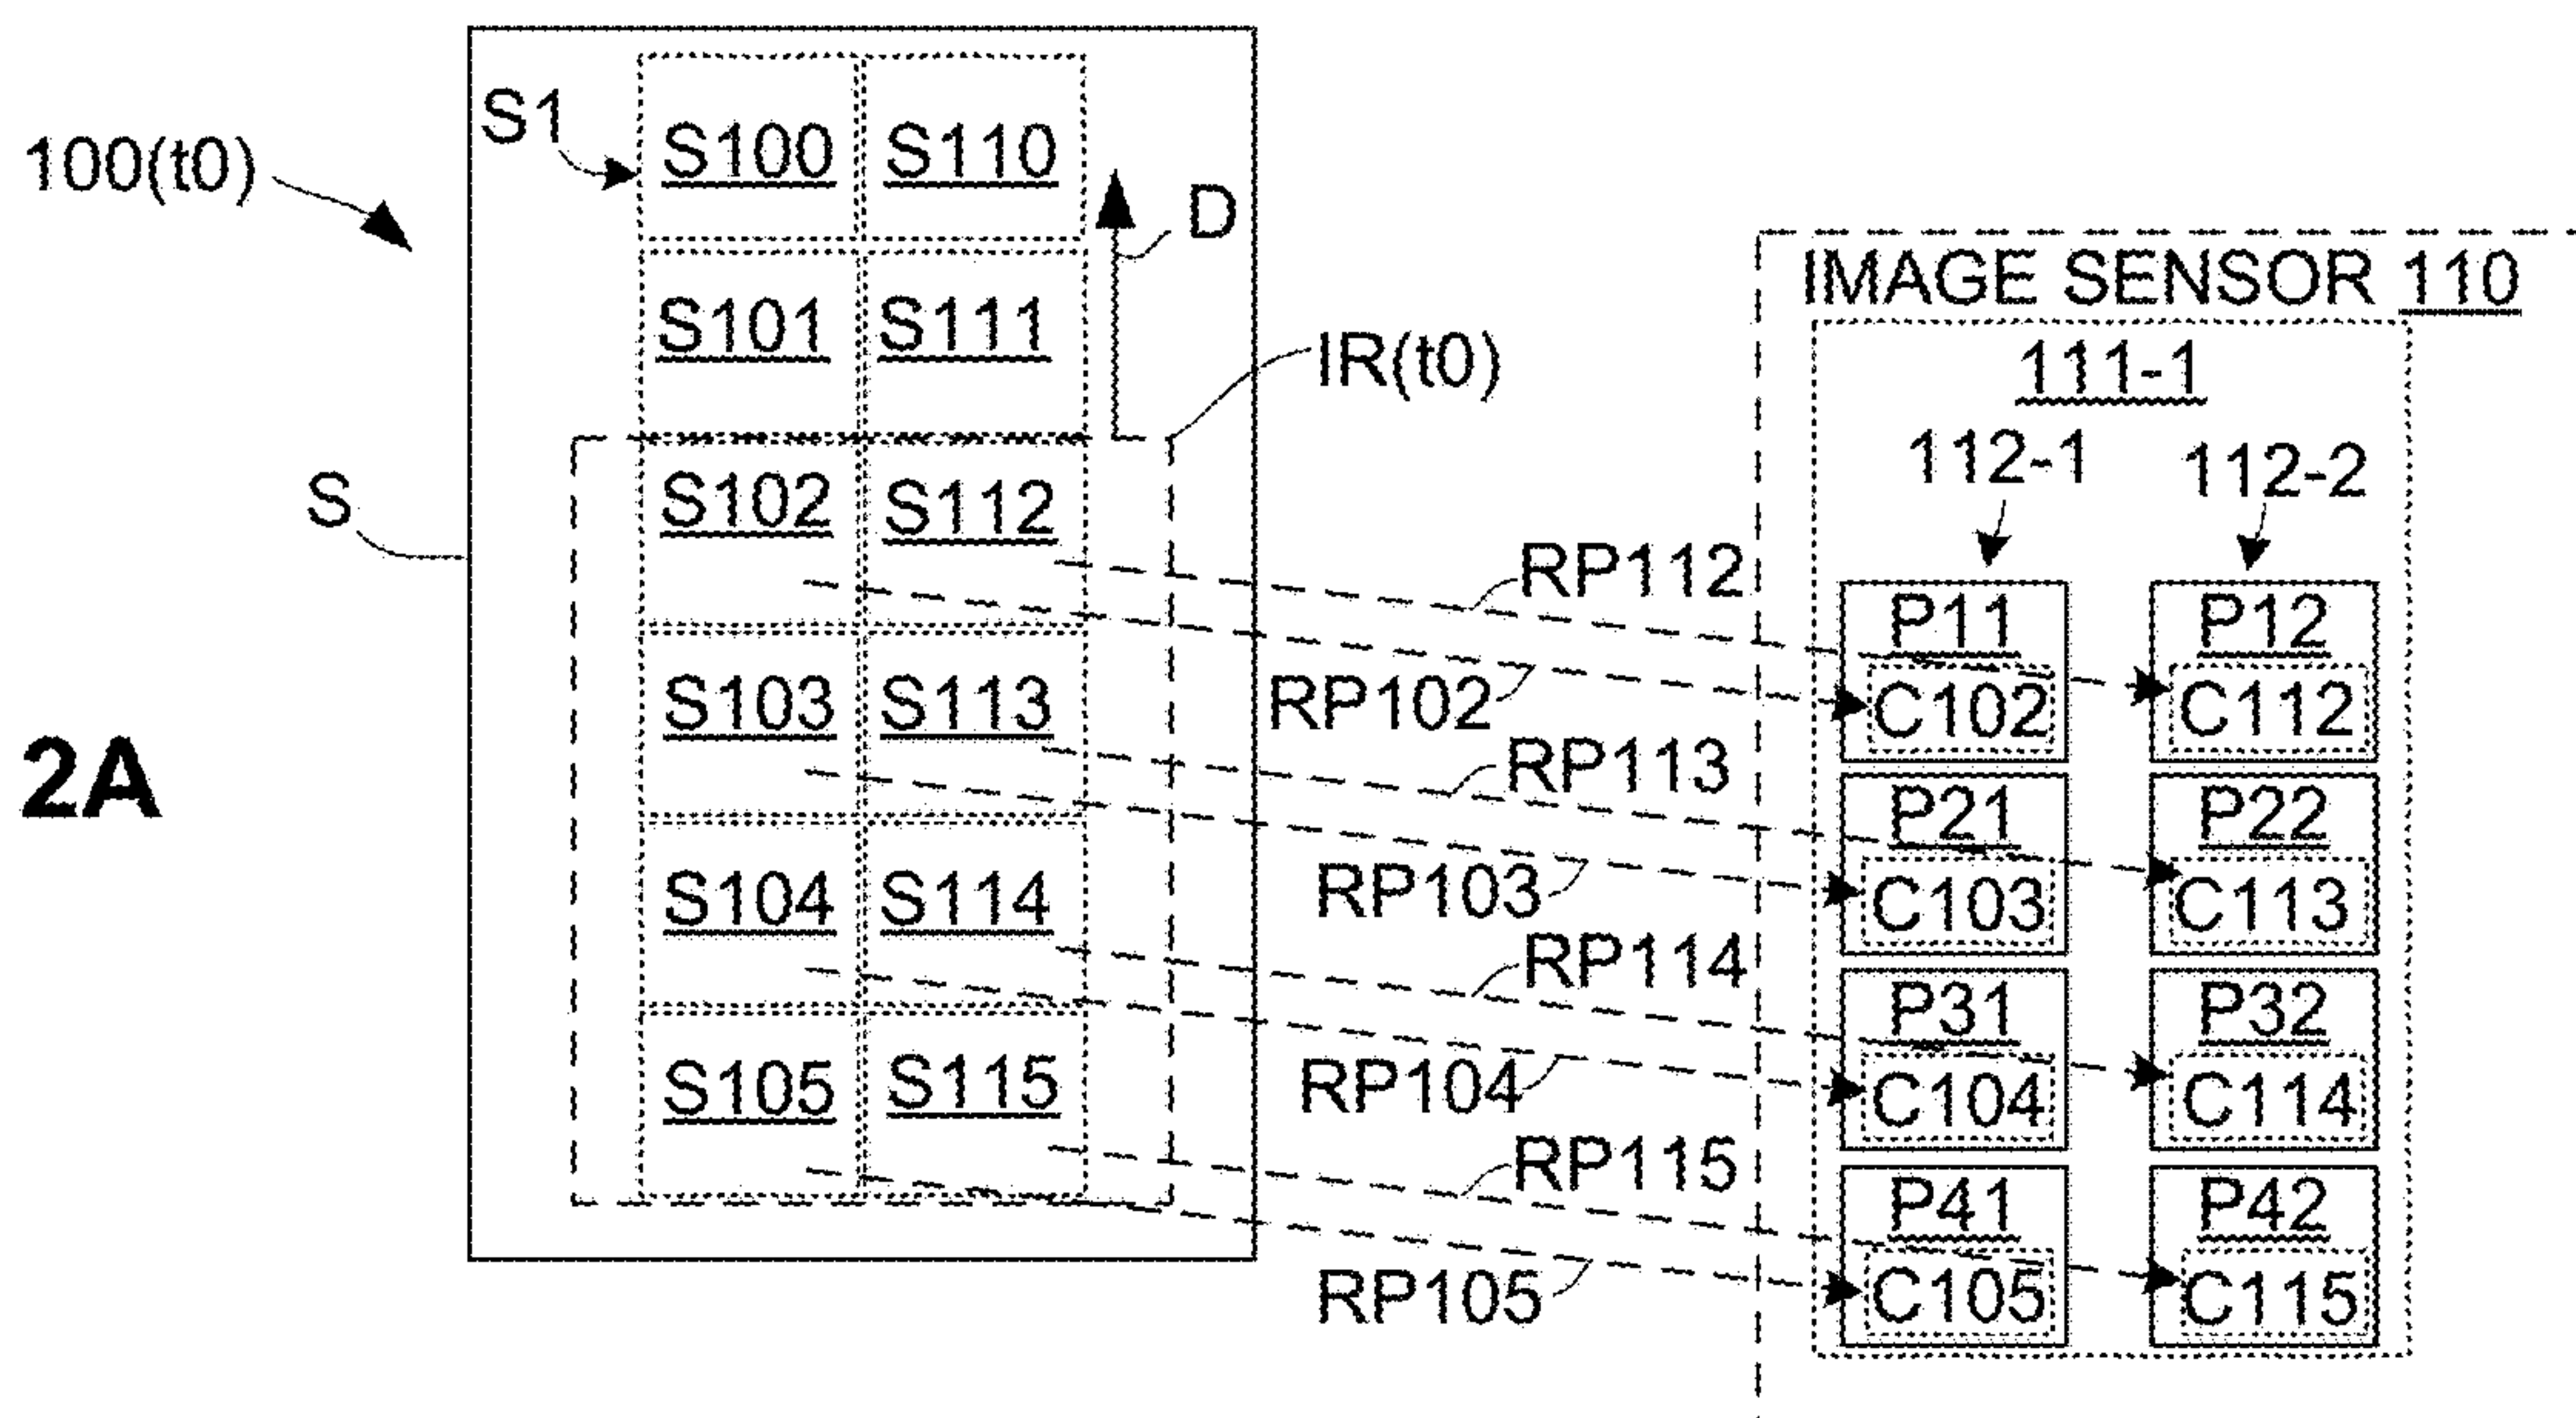 100(t0)
S1
S100 S110
D
S101 S111
IR(t0)
S
S102 S112
S103 S113
S104 S114
S105 S115
2A
RP112
RP102
RP113
RP103
RP114
RP104
RP115
RP105
IMAGE SENSOR 110
111-1
112-1 112-2
P11 P12
C102 C112
P21 P22
C103 C113
P31 P32
C104 C114
P41 P42
C105 C115